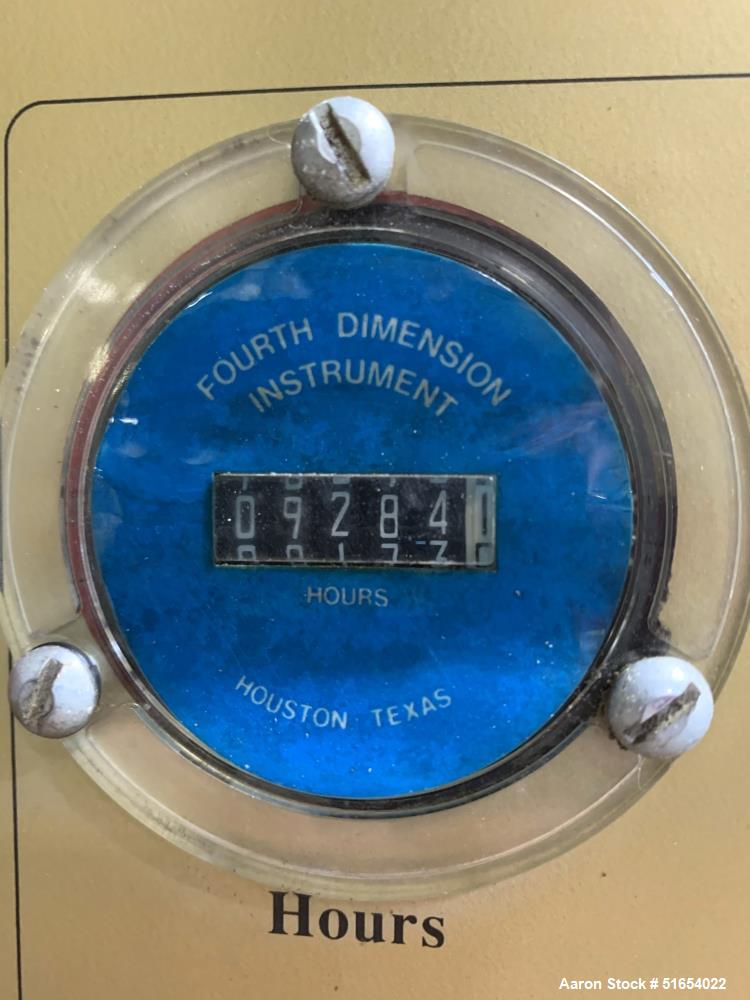 FOURTH DIMENSION
INSTRUMENT
09284
HOURS
HOUSTON TEXAS
Hours
Aaron Stock # 51654022